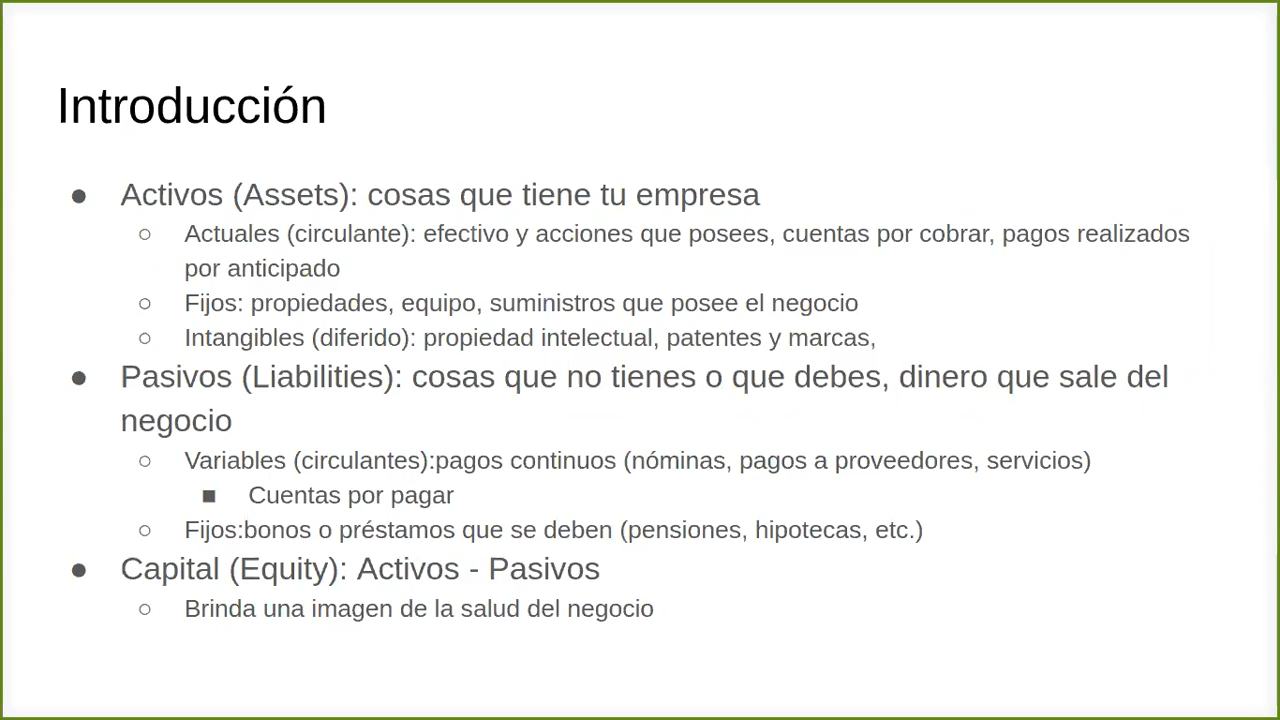 Introducción
● Activos (Assets): cosas que tiene tu empresa
○ Actuales (circulante): efectivo y acciones que posees, cuentas por cobrar, pagos realizados
por anticipado
○ Fijos: propiedades, equipo, suministros que posee el negocio
○ Intangibles (diferido): propiedad intelectual, patentes y marcas,
● Pasivos (Liabilities): cosas que no tienes o que debes, dinero que sale del
negocio
○ Variables (circulantes):pagos continuos (nóminas, pagos a proveedores, servicios)
■ Cuentas por pagar
○ Fijos:bonos o préstamos que se deben (pensiones, hipotecas, etc.)
● Capital (Equity): Activos - Pasivos
○ Brinda una imagen de la salud del negocio